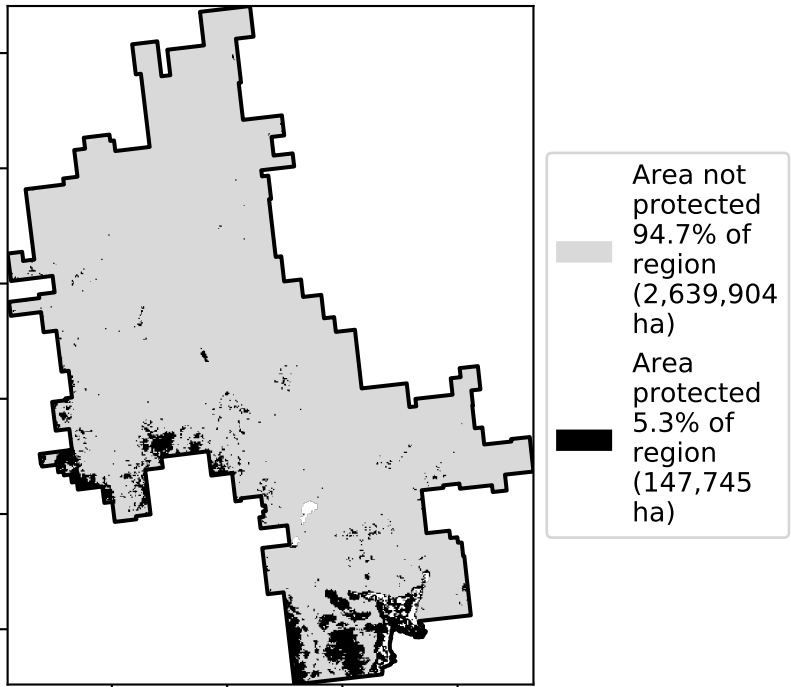 Area not
protected
94.7% of
region
(2,639,904
ha)
Area
protected
5.3% of
region
(147,745
ha)